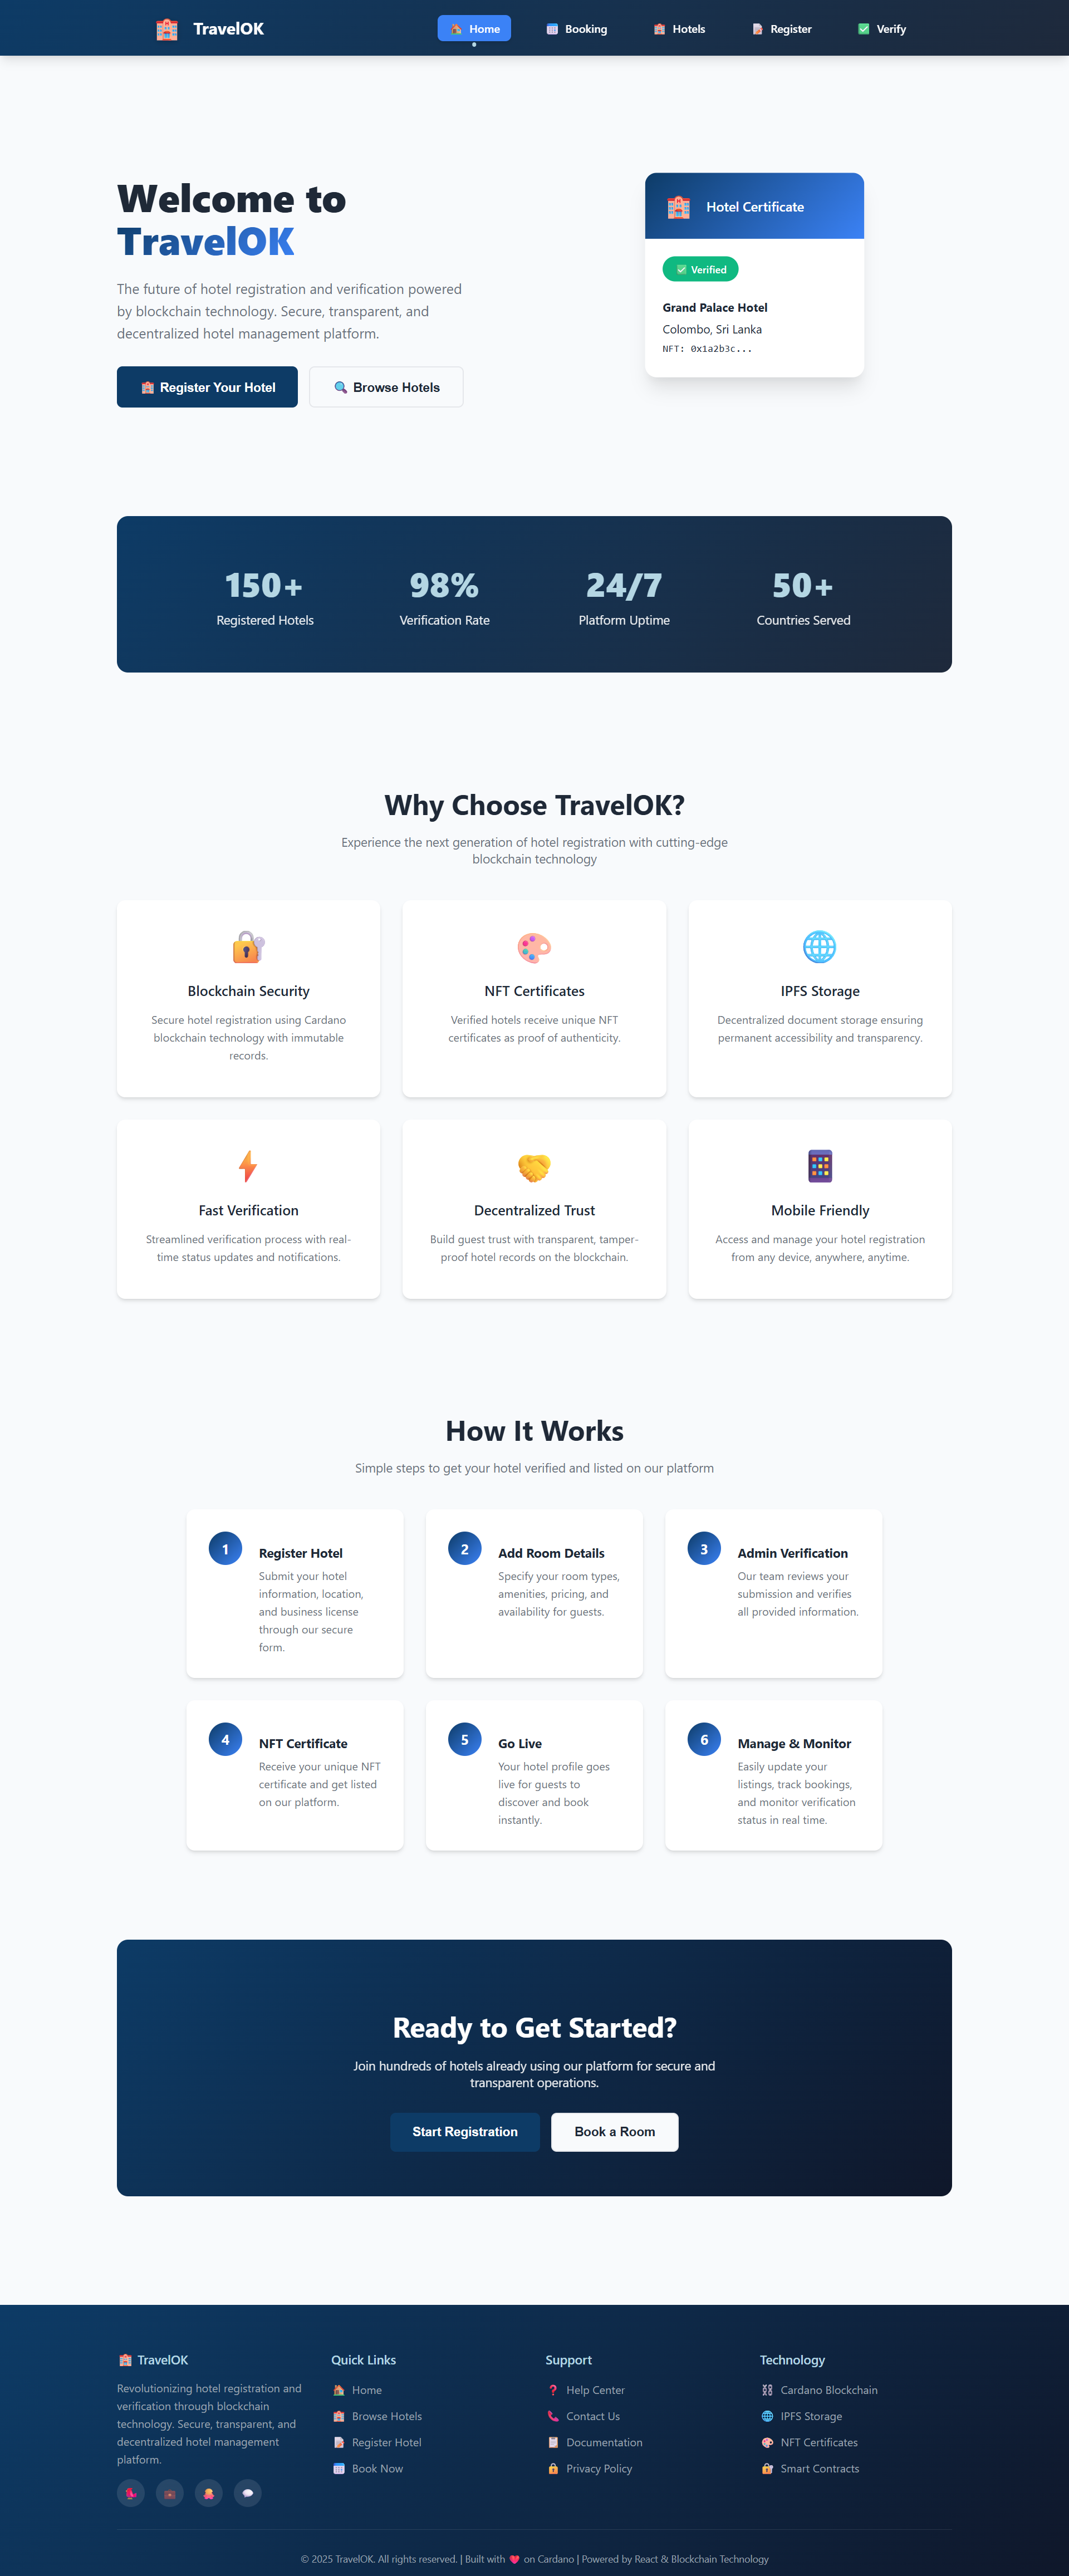 TravelOK
Home
Booking
Hotels
Register
Verify
Welcome to
TravelOK
The future of hotel registration and verification powered
by blockchain technology. Secure, transparent, and
decentralized hotel management platform.
Register Your Hotel
Browse Hotels
Hotel Certificate
Verified
Grand Palace Hotel
Colombo, Sri Lanka
NFT: 0x1a2b3c...
150+
Registered Hotels
98%
Verification Rate
24/7
Platform Uptime
50+
Countries Served
Why Choose TravelOK?
Experience the next generation of hotel registration with cutting-edge
blockchain technology
Blockchain Security
Secure hotel registration using Cardano
blockchain technology with immutable
records.
NFT Certificates
Verified hotels receive unique NFT
certificates as proof of authenticity.
IPFS Storage
Decentralized document storage ensuring
permanent accessibility and transparency.
Fast Verification
Streamlined verification process with real-
time status updates and notifications.
Decentralized Trust
Build guest trust with transparent, tamper-
proof hotel records on the blockchain.
Mobile Friendly
Access and manage your hotel registration
from any device, anywhere, anytime.
How It Works
Simple steps to get your hotel verified and listed on our platform
1
Register Hotel
Submit your hotel
information, location,
and business license
through our secure
form.
2
Add Room Details
Specify your room types,
amenities, pricing, and
availability for guests.
3
Admin Verification
Our team reviews your
submission and verifies
all provided information.
4
NFT Certificate
Receive your unique NFT
certificate and get listed
on our platform.
5
Go Live
Your hotel profile goes
live for guests to
discover and book
instantly.
6
Manage & Monitor
Easily update your
listings, track bookings,
and monitor verification
status in real time.
Ready to Get Started?
Join hundreds of hotels already using our platform for secure and
transparent operations.
Start Registration
Book a Room
TravelOK
Revolutionizing hotel registration and
verification through blockchain
technology. Secure, transparent, and
decentralized hotel management
platform.
Quick Links
Home
Browse Hotels
Register Hotel
Book Now
Support
Help Center
Contact Us
Documentation
Privacy Policy
Technology
Cardano Blockchain
IPFS Storage
NFT Certificates
Smart Contracts
© 2025 TravelOK. All rights reserved. | Built with ❤️ on Cardano | Powered by React & Blockchain Technology